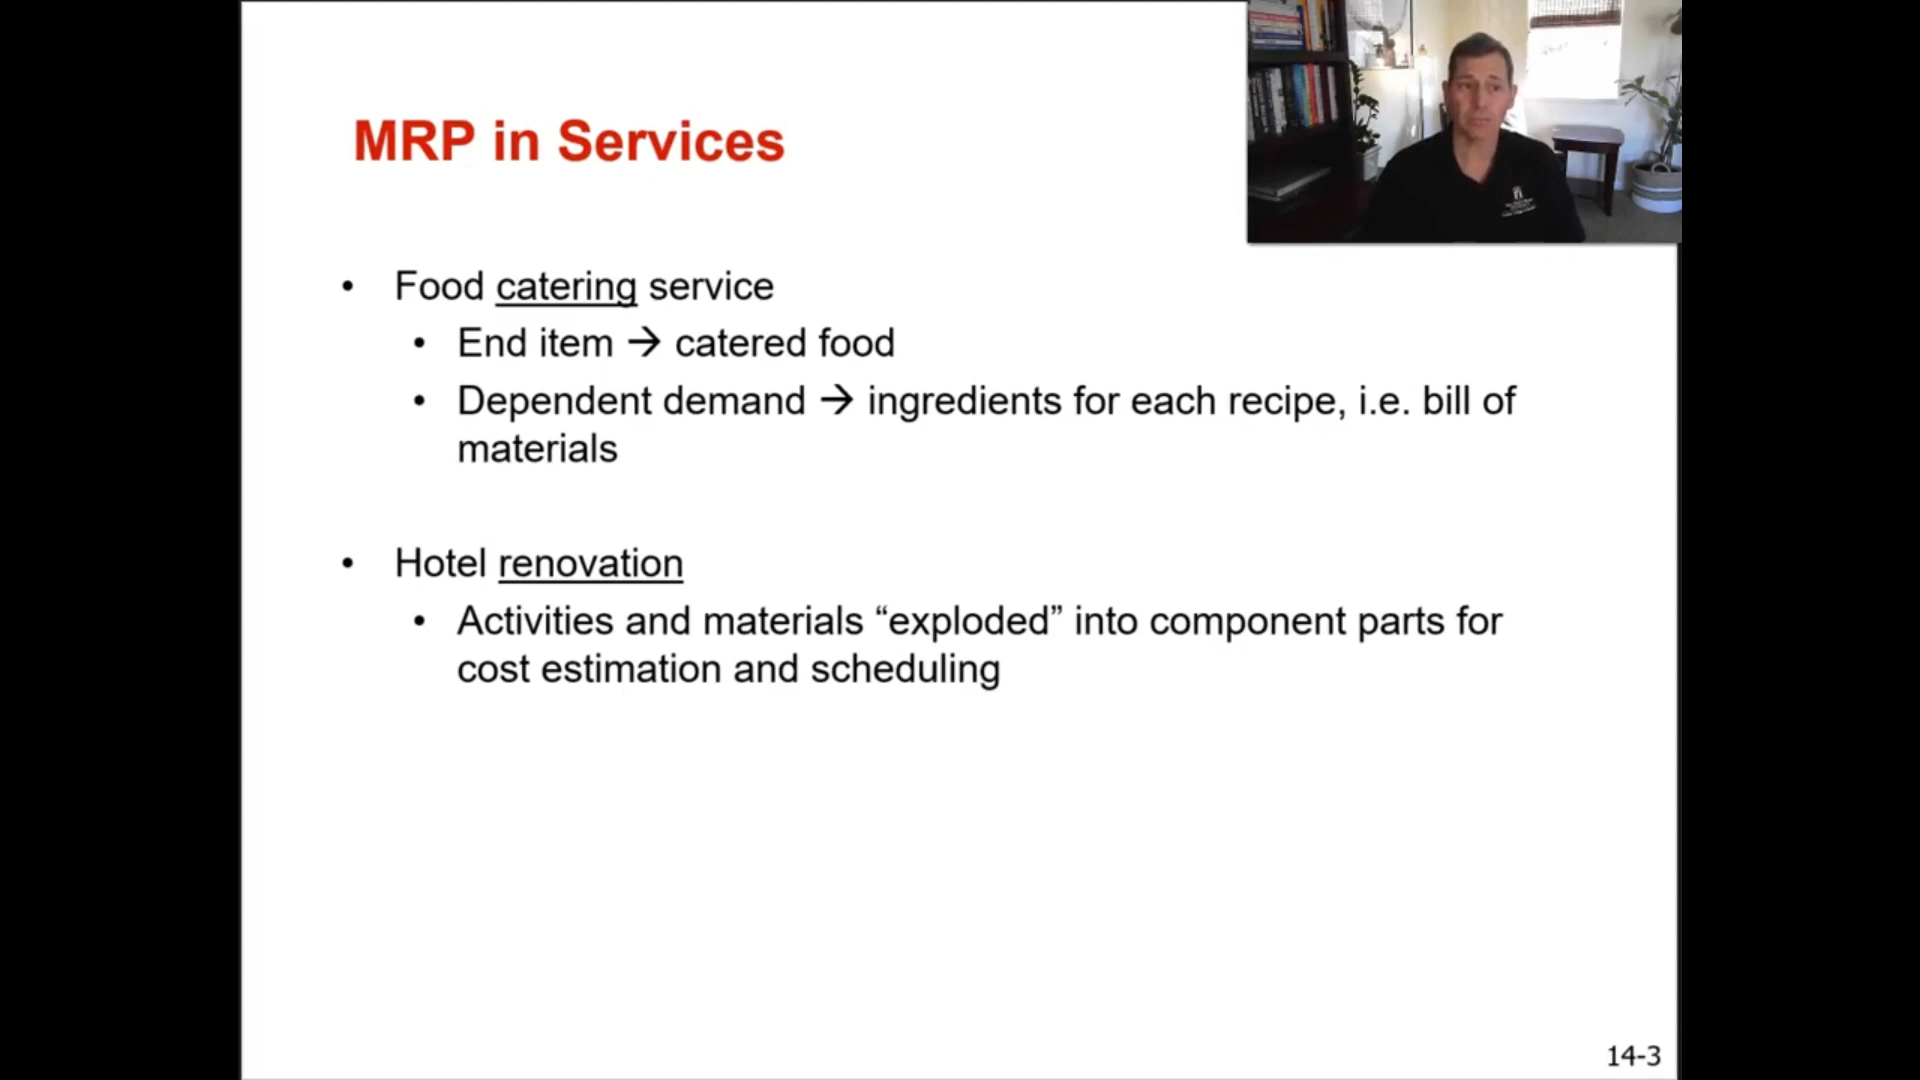 MRP in Services
• Food catering service
• End item → catered food
• Dependent demand → ingredients for each recipe, i.e. bill of
materials
• Hotel renovation
• Activities and materials “exploded” into component parts for
cost estimation and scheduling
14-3